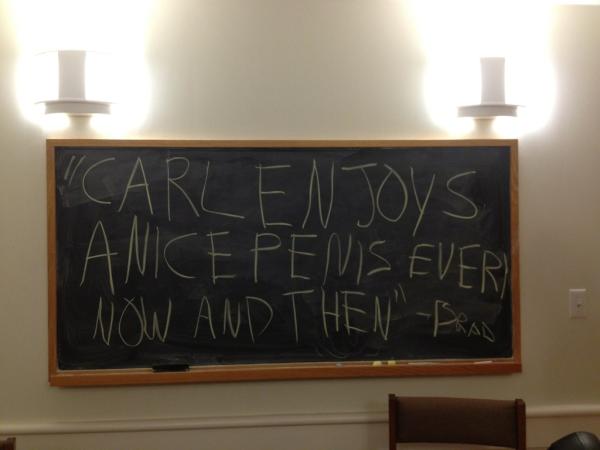 "CARL ENJOYS
A NICE PENIS EVERY
NOW AND THEN" -BRAD